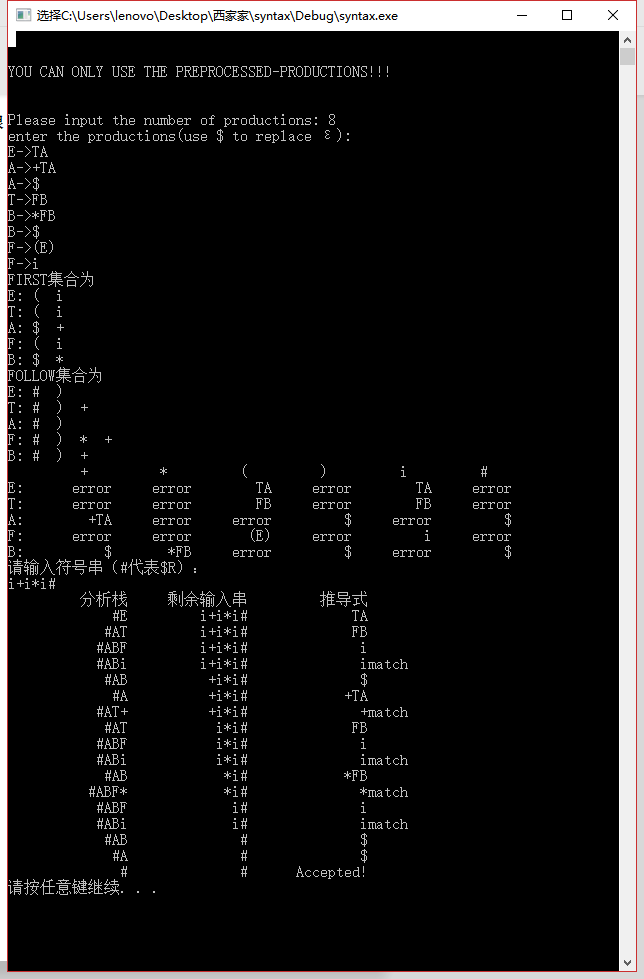 选择C:\Users\lenovo\Desktop\西家家\syntax\Debug\syntax.exe
YOU CAN ONLY USE THE PREPROCESSED-PRODUCTIONS!!!
Please input the number of productions: 8
enter the productions(use $ to replace ε):
E->TA
A->+TA
A->$
T->FB
B->*FB
B->$
F->(E)
F->i
FIRST集合为
E: (  i
T: (  i
A: $  +
F: (  i
B: $  *
FOLLOW集合为
E: #  )
T: #  )  +
A: #  )
F: #  )  *  +
B: #  )  +
+ * ( ) i #
E: error error TA error TA error
T: error error FB error FB error
A: +TA error error $ error $
F: error error (E) error i error
B: $ *FB error $ error $
请输入符号串（#代表$R）：
i+i*i#
分析栈 剩余输入串 推导式
#E i+i*i# TA
#AT i+i*i# FB
#ABF i+i*i# i
#ABi i+i*i# imatch
#AB +i*i# $
#A +i*i# +TA
#AT+ +i*i# +match
#AT i*i# FB
#ABF i*i# i
#ABi i*i# imatch
#AB *i# *FB
#ABF* *i# *match
#ABF i# i
#ABi i# imatch
#AB # $
#A # $
# # Accepted!
请按任意键继续. . .